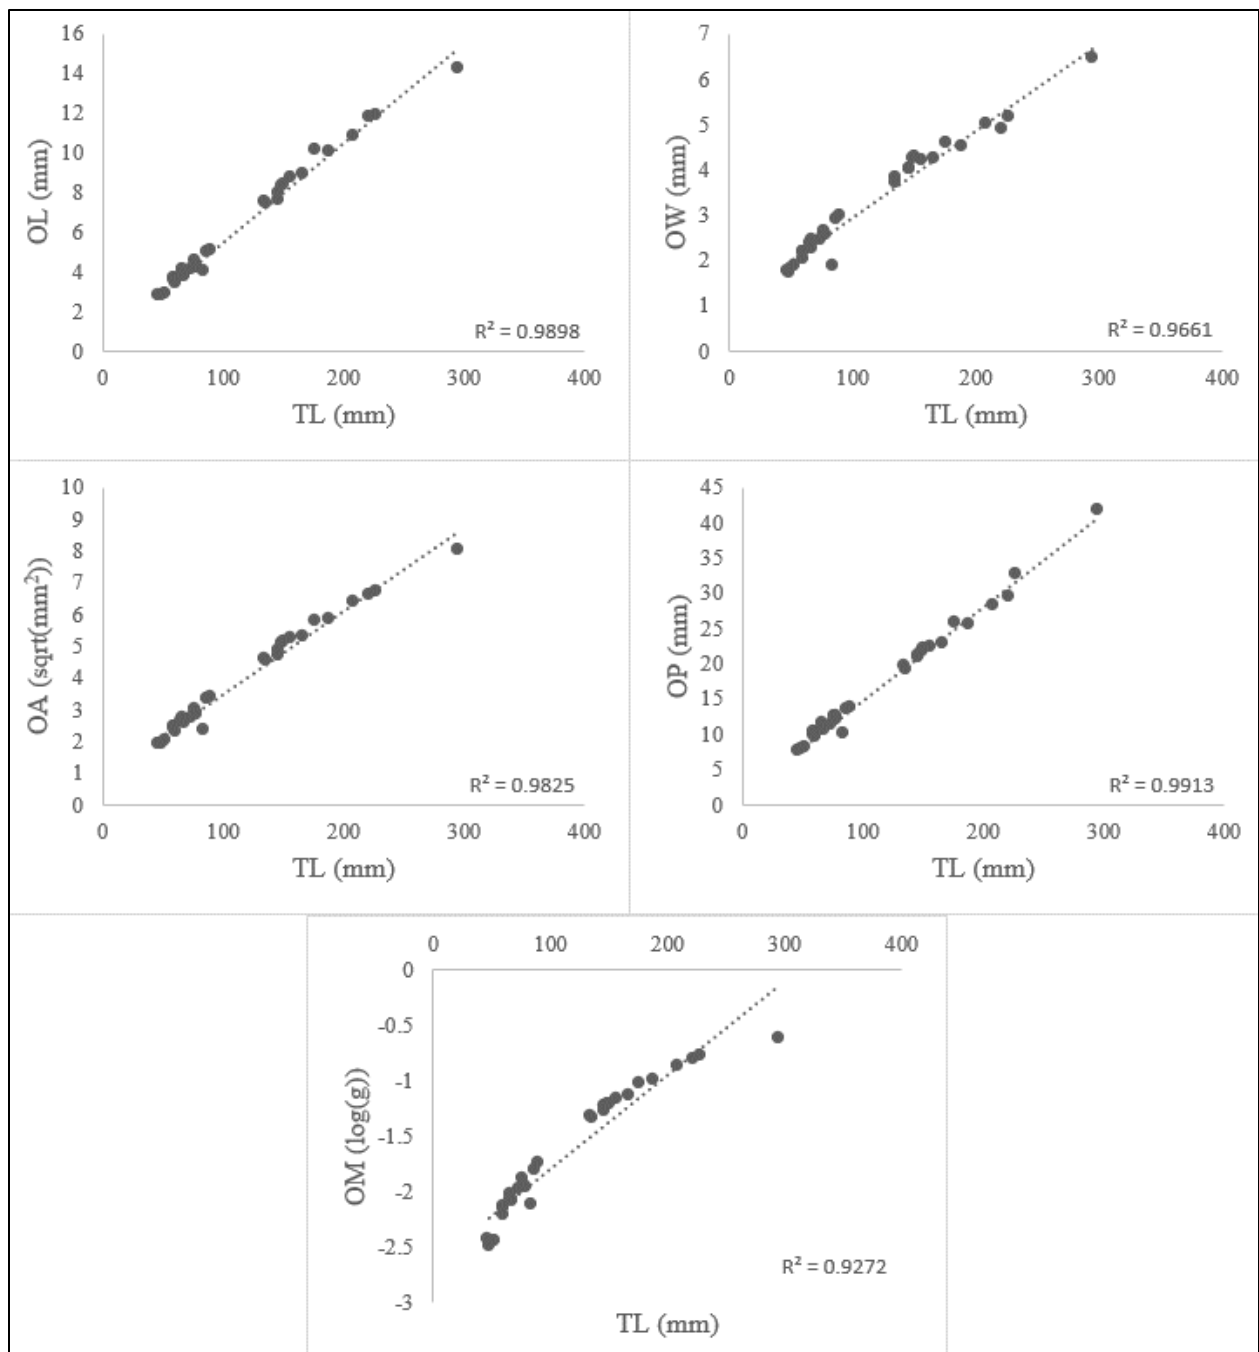 16
14
12
10
8
6
4
2
0
OL (mm)
R² = 0.9898
0 100 200 300 400
TL (mm)
7
6
5
4
3
2
1
0
OW (mm)
R² = 0.9661
0 100 200 300 400
TL (mm)
10
9
8
7
6
5
4
3
2
1
0
OA (sqrt(mm²))
R² = 0.9825
0 100 200 300 400
TL (mm)
45
40
35
30
25
20
15
10
5
0
OP (mm)
R² = 0.9913
0 100 200 300 400
TL (mm)
0 100 200 300 400
0
-0.5
-1
-1.5
-2
-2.5
-3
OM (log(g))
R² = 0.9272
TL (mm)